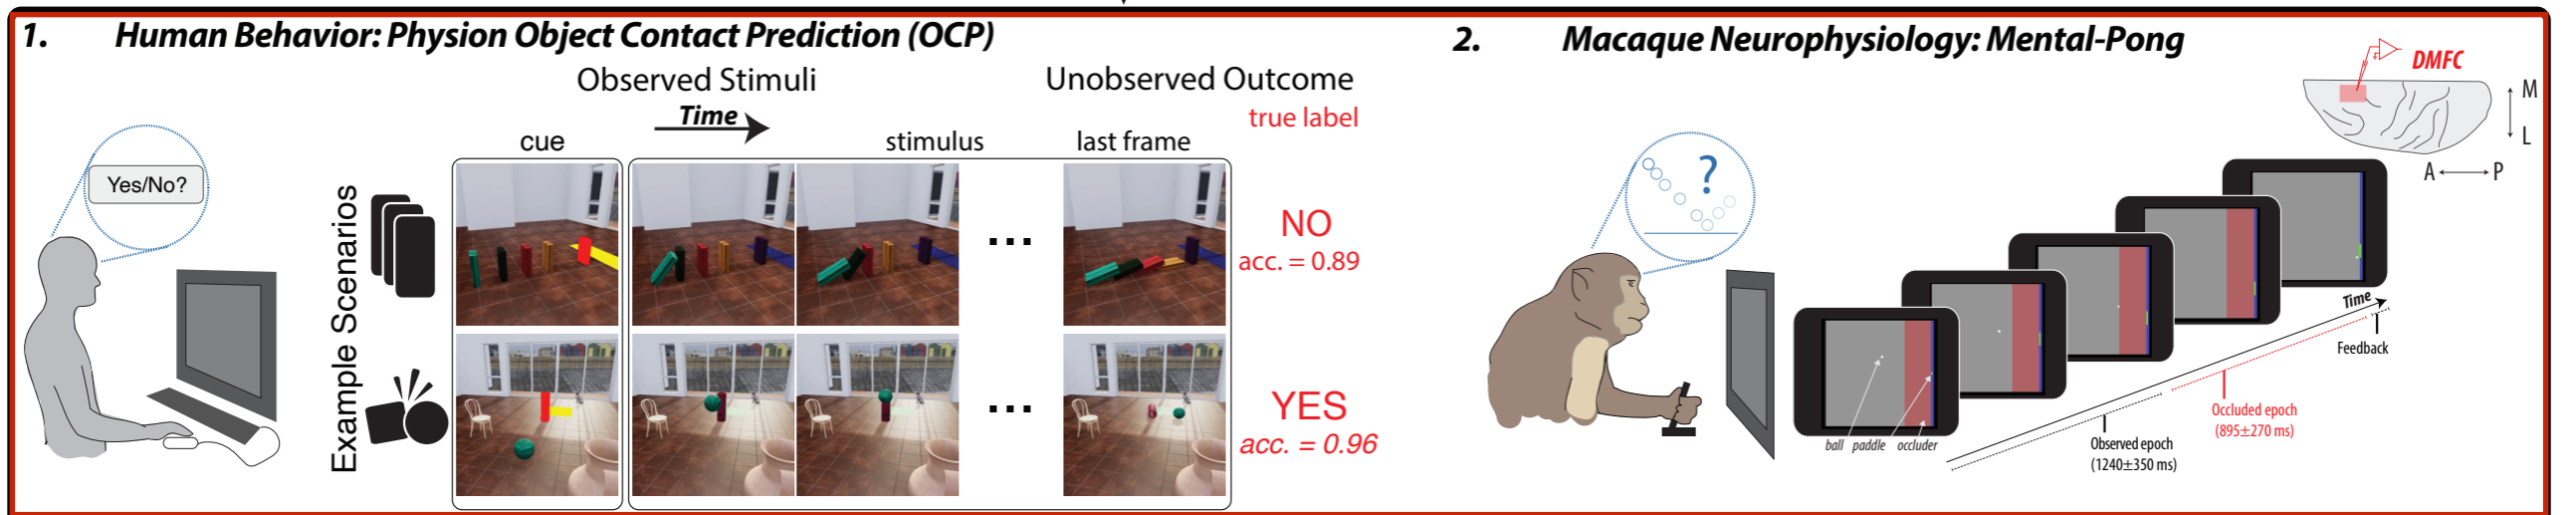 1. Human Behavior: Physion Object Contact Prediction (OCP)
Observed Stimuli
Unobserved Outcome
Time
true label
cue
stimulus
last frame
Yes/No?
Example Scenarios
...
NO
acc. = 0.89
...
YES
acc. = 0.96
2. Macaque Neurophysiology: Mental-Pong
DMFC
M
L
A
P
?
Time
Feedback
Occluded epoch
(895±270 ms)
Observed epoch
(1240±350 ms)
ball paddle occluder